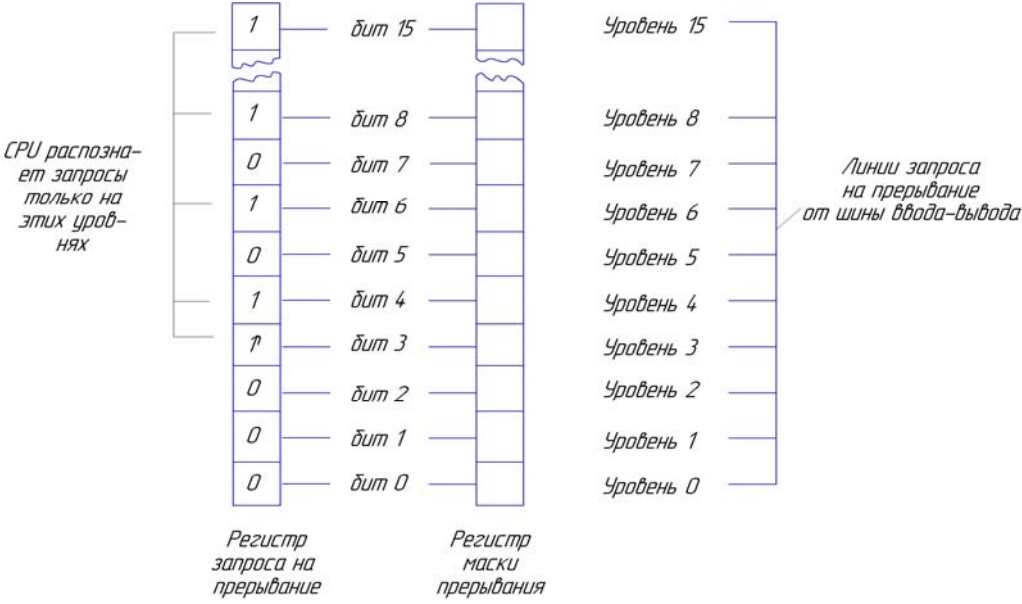 1 бит 15 Уровень 15
1 бит 8 Уровень 8
0 бит 7 Уровень 7
1 бит 6 Уровень 6
0 бит 5 Уровень 5
1 бит 4 Уровень 4
1 бит 3 Уровень 3
0 бит 2 Уровень 2
0 бит 1 Уровень 1
0 бит 0 Уровень 0
CPU распозна-
ет запросы
только на
этих уров-
нях
Линии запроса
на прерывание
от шины ввода-вывода
Регистр
запроса на
прерывание
Регистр
маски
прерывания